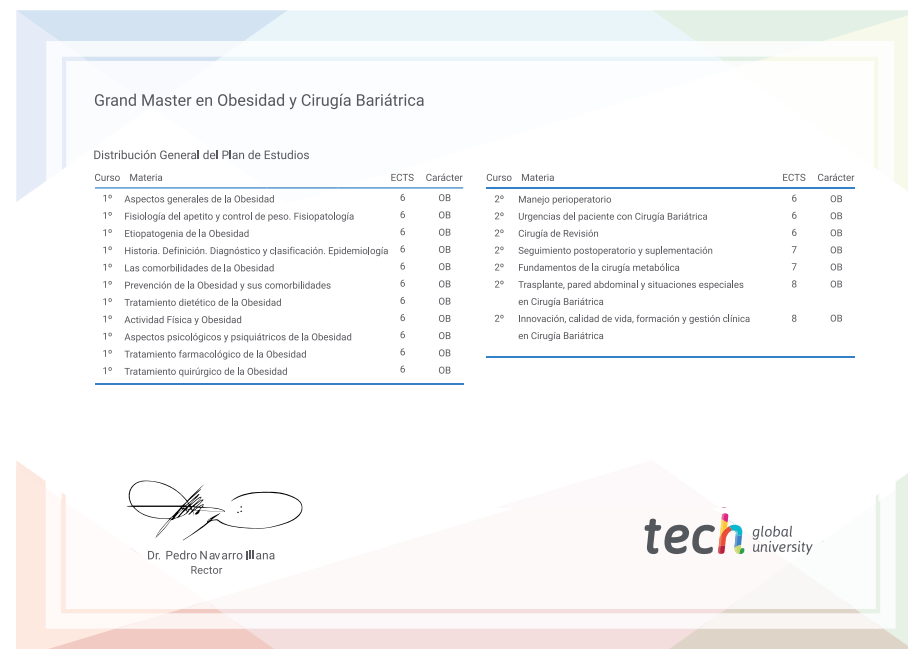 Grand Master en Obesidad y Cirugía Bariátrica
Distribución General del Plan de Estudios
Curso Materia ECTS Carácter
1º Aspectos generales de la Obesidad 6 OB
1º Fisiología del apetito y control de peso. Fisiopatología 6 OB
1º Etiopatogenia de la Obesidad 6 OB
1º Historia. Definición. Diagnóstico y clasificación. Epidemiología 6 OB
1º Las comorbilidades de la Obesidad 6 OB
1º Prevención de la Obesidad y sus comorbilidades 6 OB
1º Tratamiento dietético de la Obesidad 6 OB
1º Actividad Física y Obesidad 6 OB
1º Aspectos psicológicos y psiquiátricos de la Obesidad 6 OB
1º Tratamiento farmacológico de la Obesidad 6 OB
1º Tratamiento quirúrgico de la Obesidad 6 OB
Curso Materia ECTS Carácter
2º Manejo perioperatorio 6 OB
2º Urgencias del paciente con Cirugía Bariátrica 6 OB
2º Cirugía de Revisión 6 OB
2º Seguimiento postoperatorio y suplementación 7 OB
2º Fundamentos de la cirugía metabólica 7 OB
2º Trasplante, pared abdominal y situaciones especiales 8 OB
en Cirugía Bariátrica
2º Innovación, calidad de vida, formación y gestión clínica 8 OB
en Cirugía Bariátrica
Dr. Pedro Navarro Illana
Rector
tech global
university